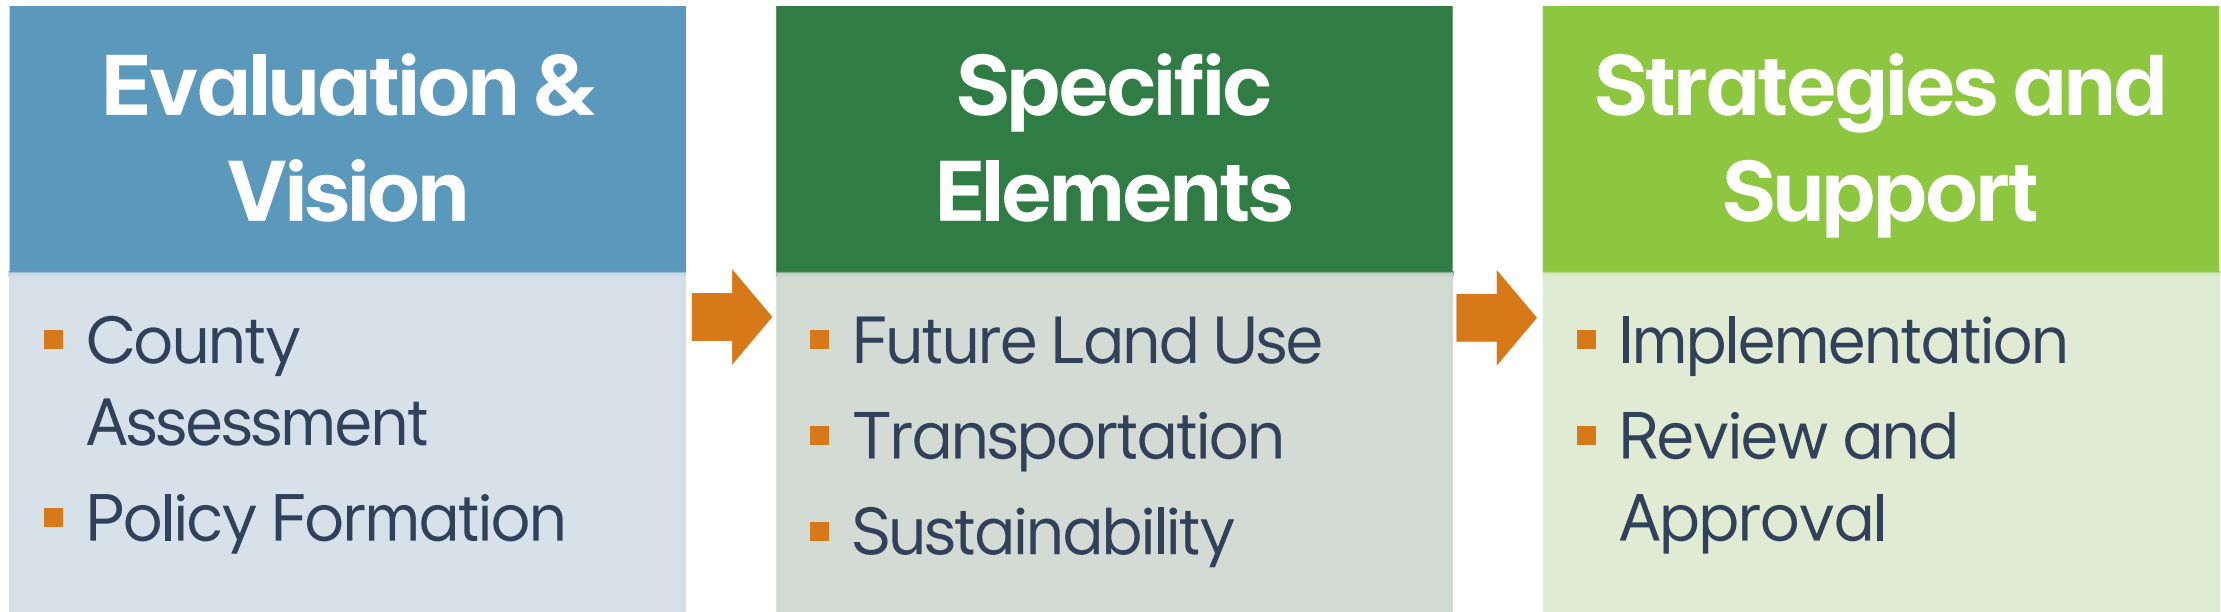 Evaluation &
Vision
▪ County
Assessment
▪ Policy Formation
Specific
Elements
▪ Future Land Use
▪ Transportation
▪ Sustainability
Strategies and
Support
▪ Implementation
▪ Review and
Approval